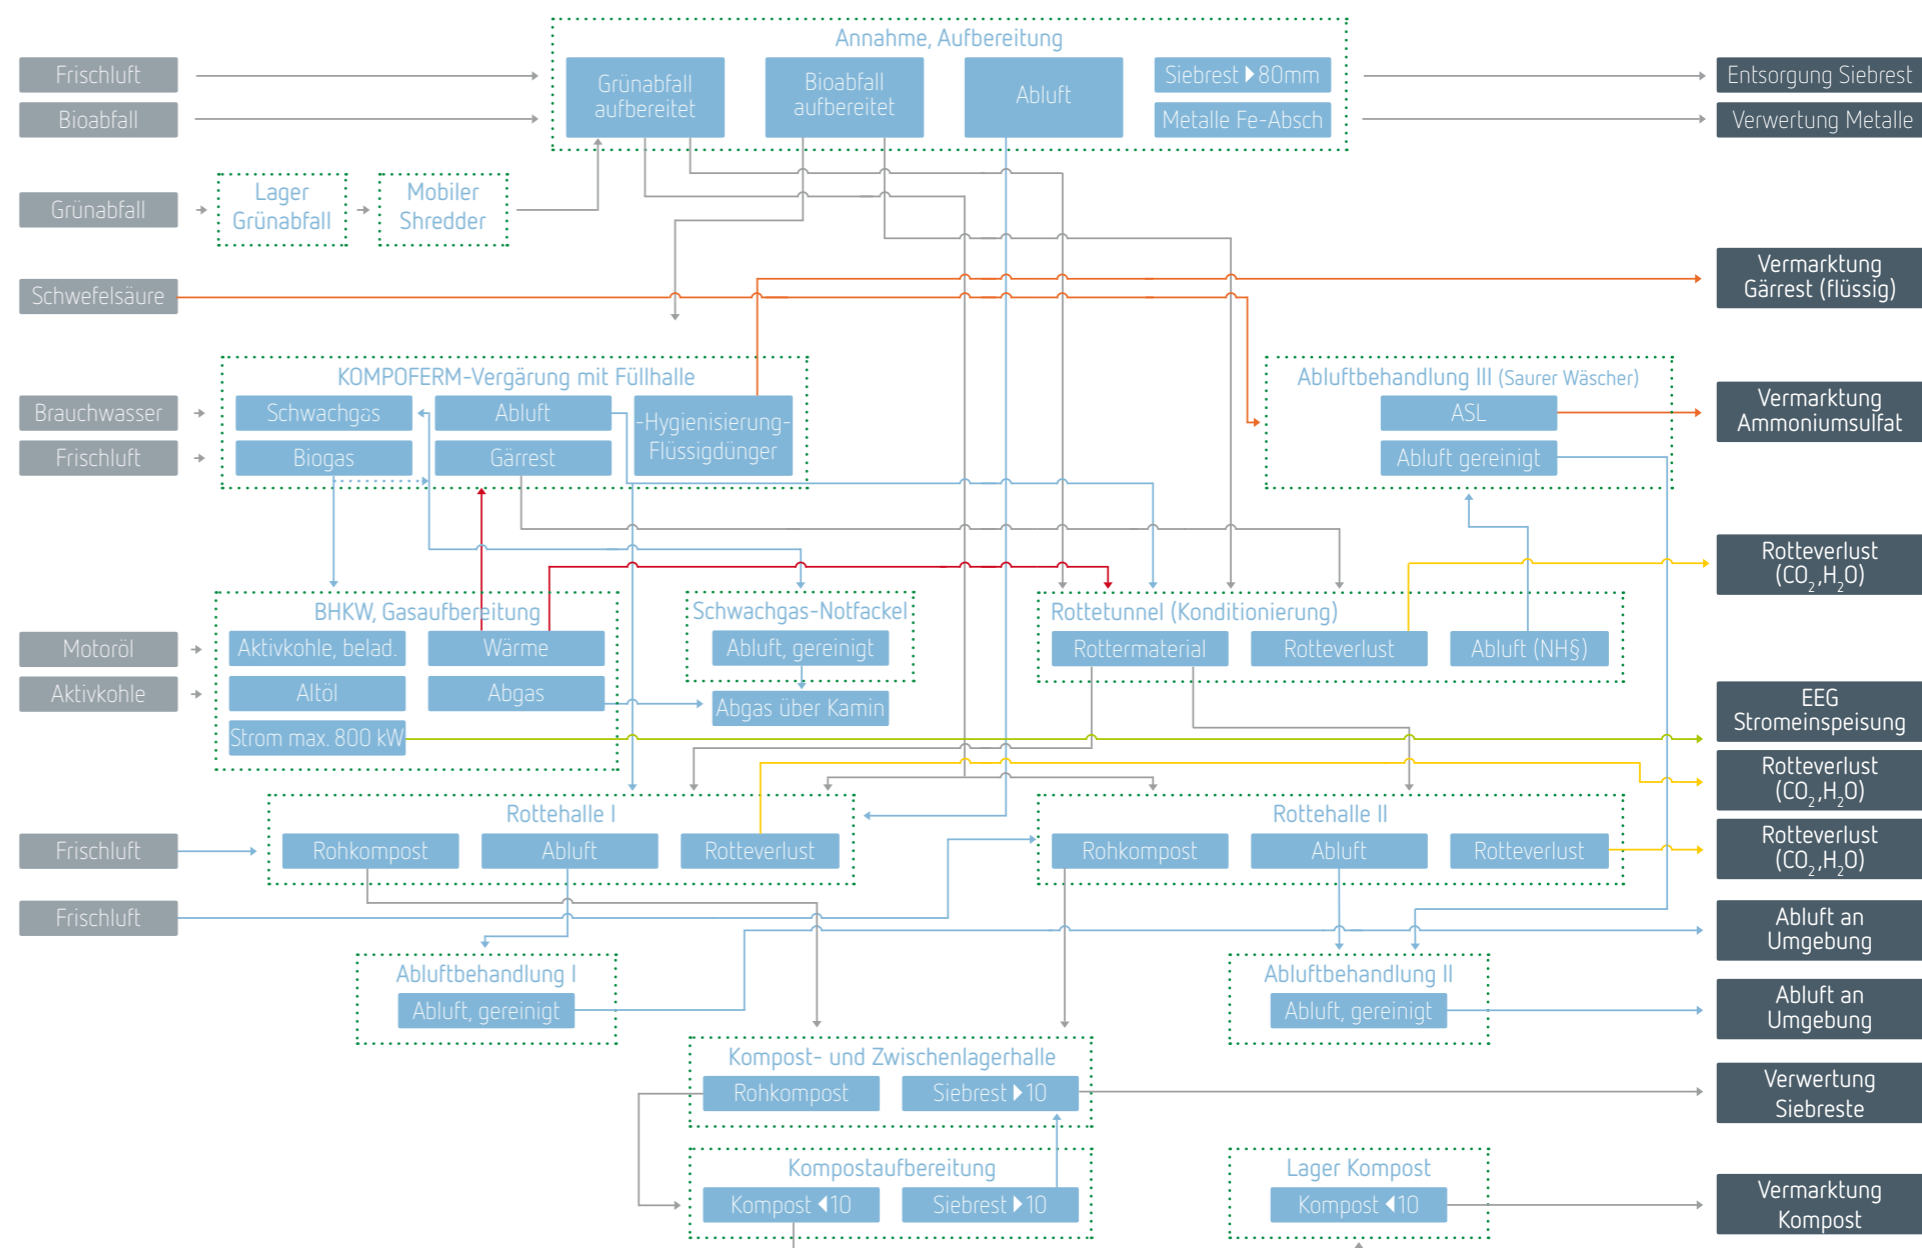 Annahme, Aufbereitung
Frischluft
Bioabfall
Grünabfall
aufbereitet
Bioabfall
aufbereitet
Abluft
Siebrest ▶ 80mm
Metalle Fe-Absch
Entsorgung Siebrest
Verwertung Metalle
Grünabfall
Lager
Grünabfall
Mobiler
Shredder
Schwefelsäure
Vermarktung
Gärrest (flüssig)
KOMPOFERM-Vergärung mit Füllhalle
Brauchwasser
Frischluft
Schwachgas
Abluft
-Hygienisierung-
Flüssigdünger
Biogas
Gärrest
Abluftbehandlung III (Saurer Wäscher)
ASL
Abluft gereinigt
Vermarktung
Ammoniumsulfat
Rotteverlust
(CO2,H2O)
BHKW, Gasaufbereitung
Motoröl
Aktivkohle
Aktivkohle, belad.
Wärme
Altöl
Abgas
Strom max. 800 kW
Schwachgas-Notfackel
Abluft, gereinigt
Abgas über Kamin
Rottetunnel (Konditionierung)
Rottermaterial
Rotteverlust
Abluft (NH§)
EEG
Stromeinspeisung
Rotteverlust
(CO2,H2O)
Rottehalle I
Frischluft
Rohkompost
Abluft
Rotteverlust
Rottehalle II
Rohkompost
Abluft
Rotteverlust
Rotteverlust
(CO2,H2O)
Frischluft
Abluft an
Umgebung
Abluftbehandlung I
Abluft, gereinigt
Abluftbehandlung II
Abluft, gereinigt
Abluft an
Umgebung
Kompost- und Zwischenlagerhalle
Rohkompost
Siebrest ▶ 10
Verwertung
Siebreste
Kompostaufbereitung
Kompost ◀ 10
Siebrest ▶ 10
Lager Kompost
Kompost ◀ 10
Vermarktung
Kompost